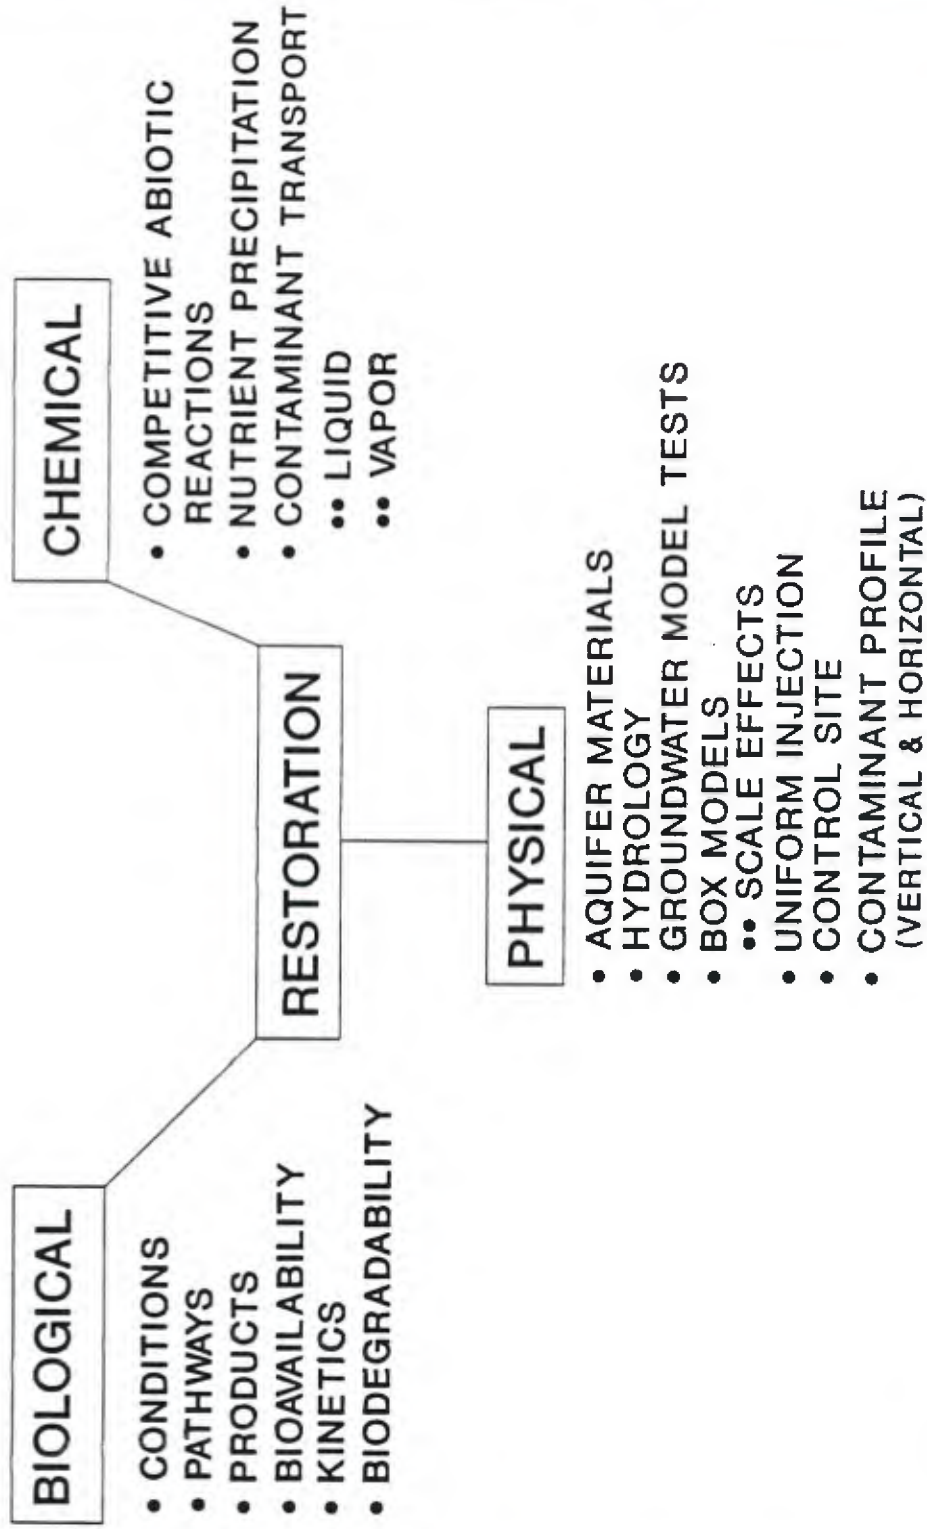 BIOLOGICAL
• CONDITIONS
• PATHWAYS
• PRODUCTS
• BIOAVAILABILITY
• KINETICS
• BIODEGRADABILITY
RESTORATION
CHEMICAL
• COMPETITIVE ABIOTIC
REACTIONS
• NUTRIENT PRECIPITATION
• CONTAMINANT TRANSPORT
•• LIQUID
•• VAPOR
PHYSICAL
• AQUIFER MATERIALS
• HYDROLOGY
• GROUNDWATER MODEL TESTS
• BOX MODELS
•• SCALE EFFECTS
• UNIFORM INJECTION
• CONTROL SITE
• CONTAMINANT PROFILE
(VERTICAL & HORIZONTAL)